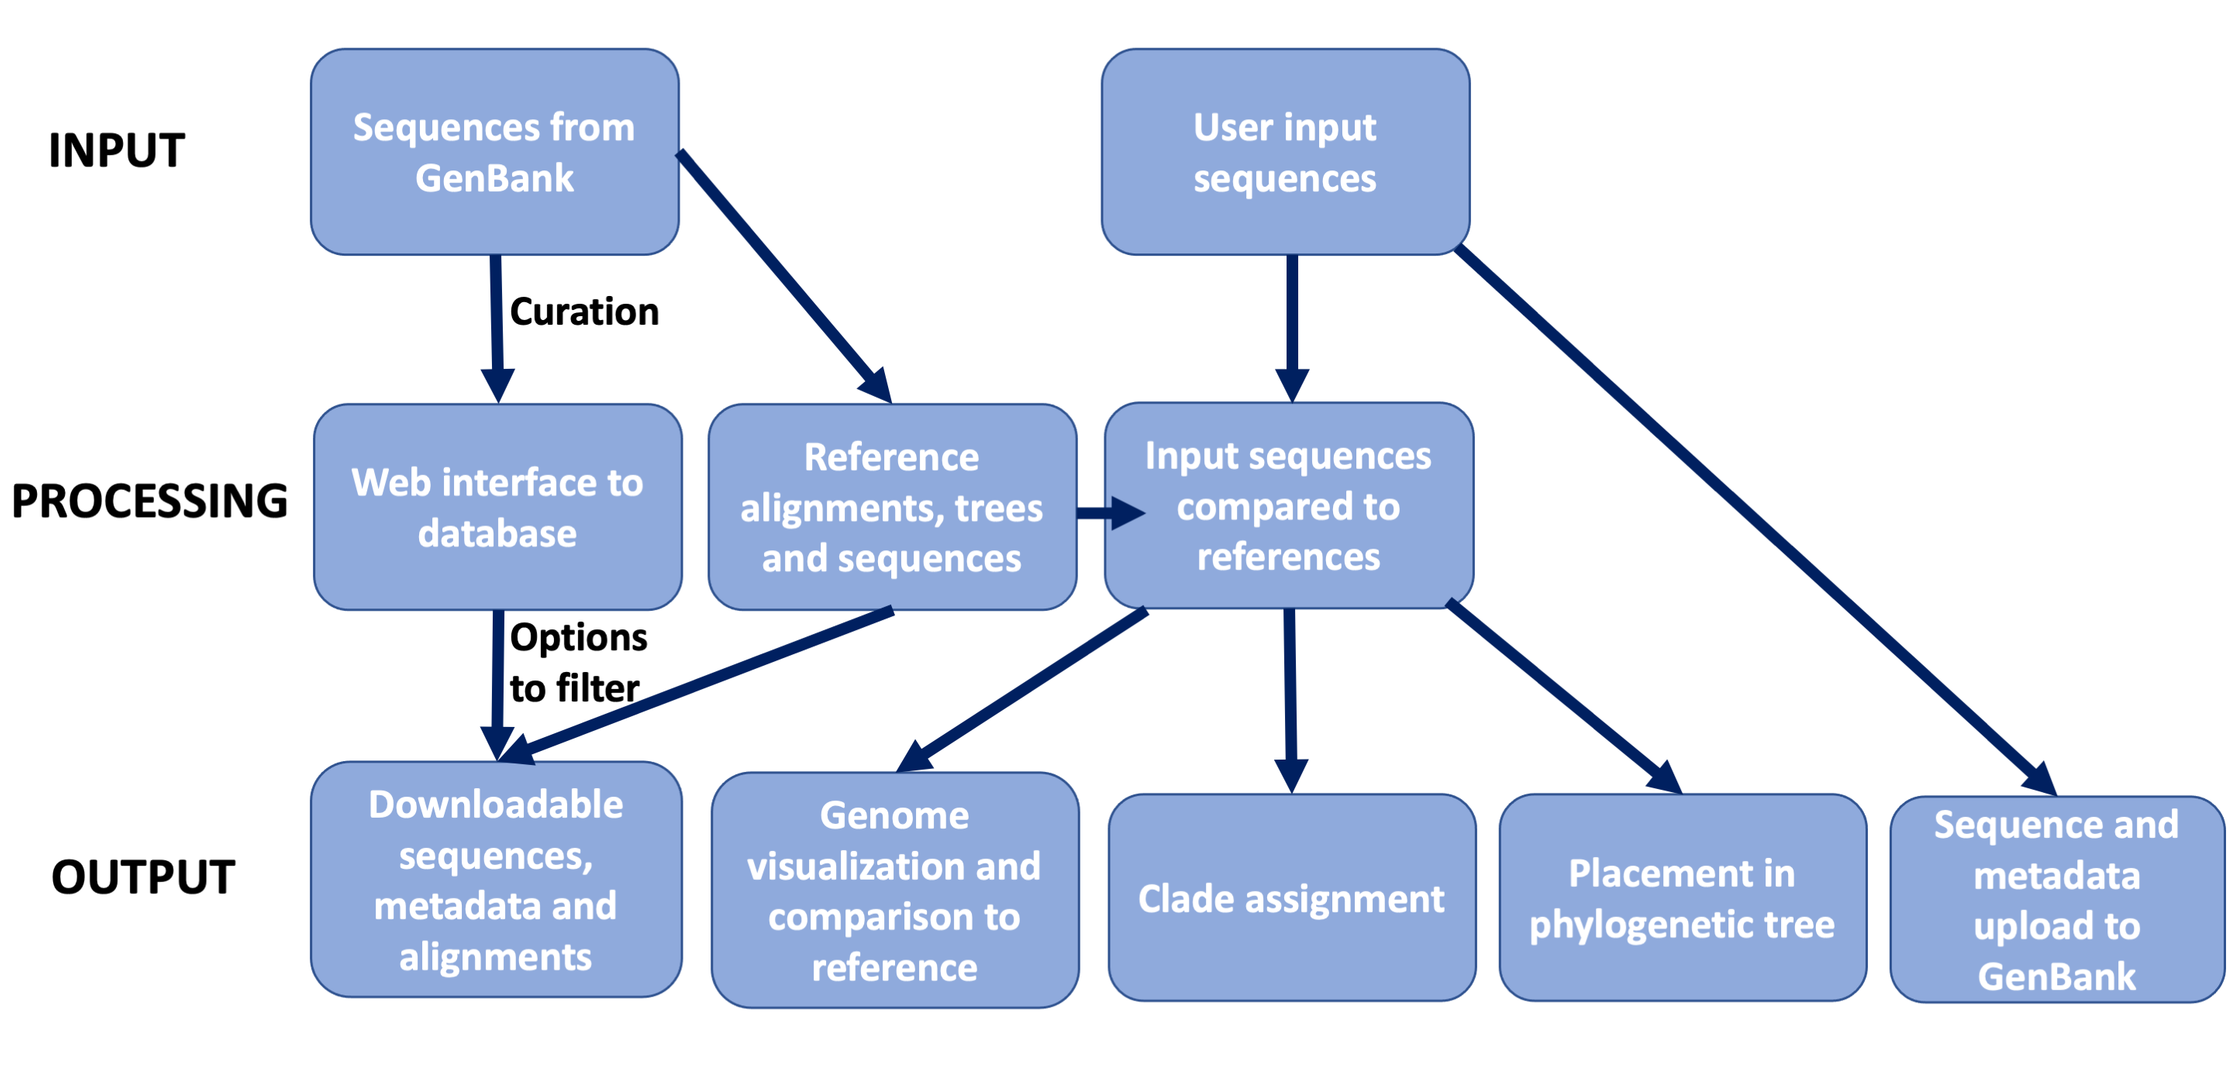 INPUT
Sequences from
GenBank
User input
sequences
Curation
PROCESSING
Web interface to
database
Reference
alignments, trees
and sequences
Input sequences
compared to
references
Options
to filter
OUTPUT
Downloadable
sequences,
metadata and
alignments
Genome
visualization and
comparison to
reference
Clade assignment
Placement in
phylogenetic tree
Sequence and
metadata
upload to
GenBank